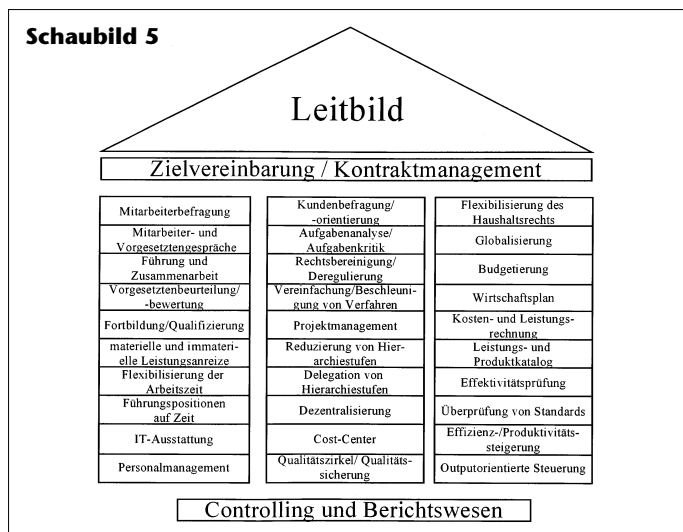 Schaubild 5
Leitbild
Zielvereinbarung / Kontraktmanagement
Mitarbeiterbefragung
Mitarbeiter- und
Vorgesetztengespräche
Führung und
Zusammenarbeit
Vorgesetztenbeurteilung/
-bewertung
Fortbildung/Qualifizierung
materielle und immateri-
elle Leistungsanreize
Flexibilisierung der
Arbeitszeit
Führungspositionen
auf Zeit
IT-Ausstattung
Personalmanagement
Kundenbefragung/
-orientierung
Aufgabenanalyse/
Aufgabenkritik
Rechtsbereinigung/
Deregulierung
Vereinfachung/Beschleuni-
gung von Verfahren
Projektmanagement
Reduzierung von Hier-
archiestufen
Delegation von
Hierarchiestufen
Dezentralisierung
Cost-Center
Qualitätszirkel/ Qualitäts-
sicherung
Flexibilisierung des
Haushaltsrechts
Globalisierung
Budgetierung
Wirtschaftsplan
Kosten- und Leistungs-
rechnung
Leistungs- und
Produktkatalog
Effektivitätsprüfung
Überprüfung von Standards
Effizienz-/Produktivitäts-
steigerung
Outputorientierte Steuerung
Controlling und Berichtswesen